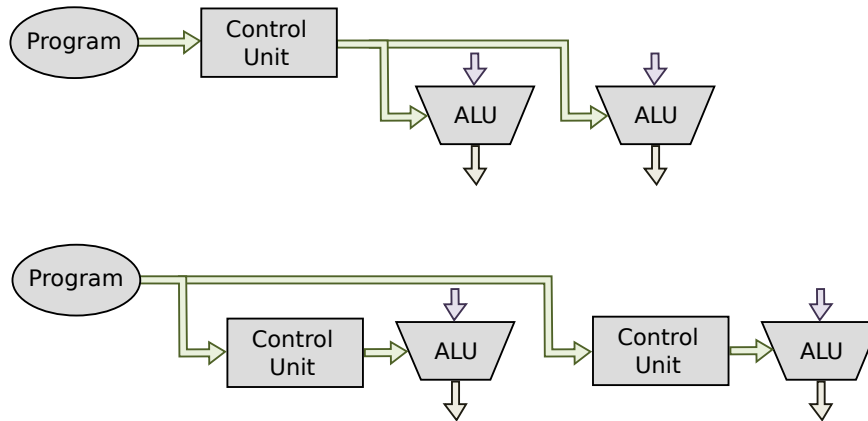 Program
Control
Unit
ALU
ALU
Program
Control
Unit
ALU
Control
Unit
ALU